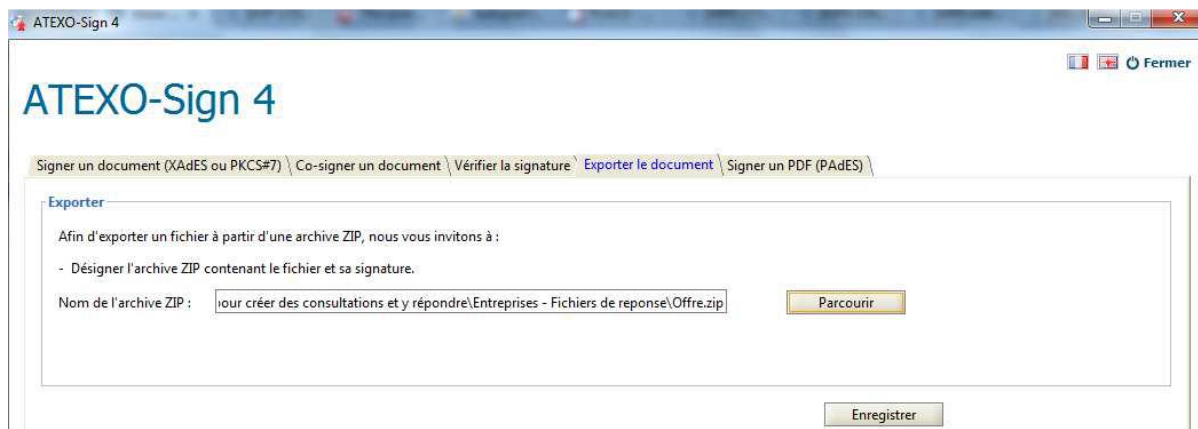 ATEXO-Sign 4
Fermer
ATEXO-Sign 4
Signer un document (XAdES ou PKCS#7) Co-signer un document Vérifier la signature Exporter le document Signer un PDF (PAdES)
Exporter
Afin d'exporter un fichier à partir d'une archive ZIP, nous vous invitons à :
- Désigner l'archive ZIP contenant le fichier et sa signature.
Nom de l'archive ZIP : pour créer des consultations et y répondre\Entreprises - Fichiers de reponse\Offre.zip Parcourir
Enregistrer